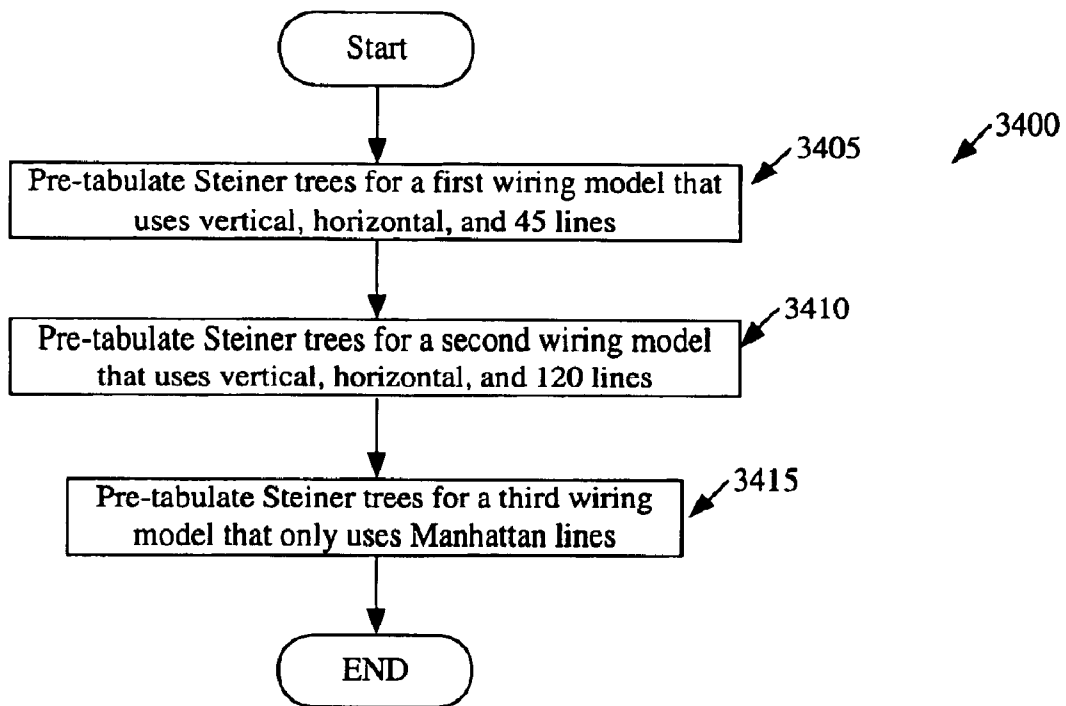 Start
3400
3405
Pre-tabulate Steiner trees for a first wiring model that
uses vertical, horizontal, and 45 lines
3410
Pre-tabulate Steiner trees for a second wiring model
that uses vertical, horizontal, and 120 lines
3415
Pre-tabulate Steiner trees for a third wiring
model that only uses Manhattan lines
END